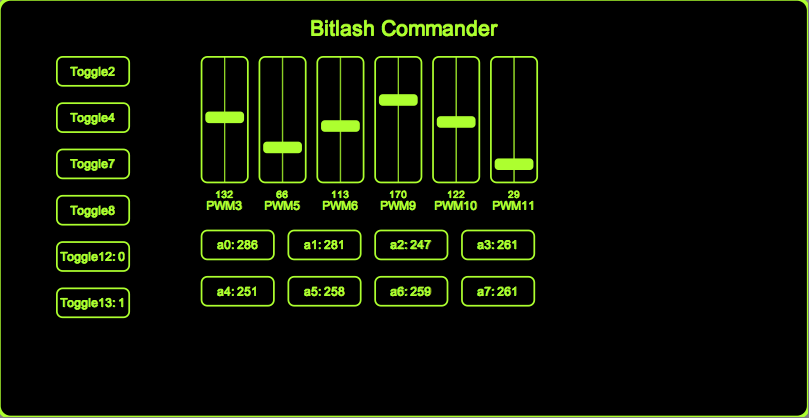 Bitlash Commander
Toggle2
Toggle4
Toggle7
Toggle8
Toggle12: 0
Toggle13: 1
132 66 113 170 122 29
PWM3 PWM5 PWM6 PWM9 PWM10 PWM11
a0: 286 a1: 281 a2: 247 a3: 261
a4: 251 a5: 258 a6: 259 a7: 261